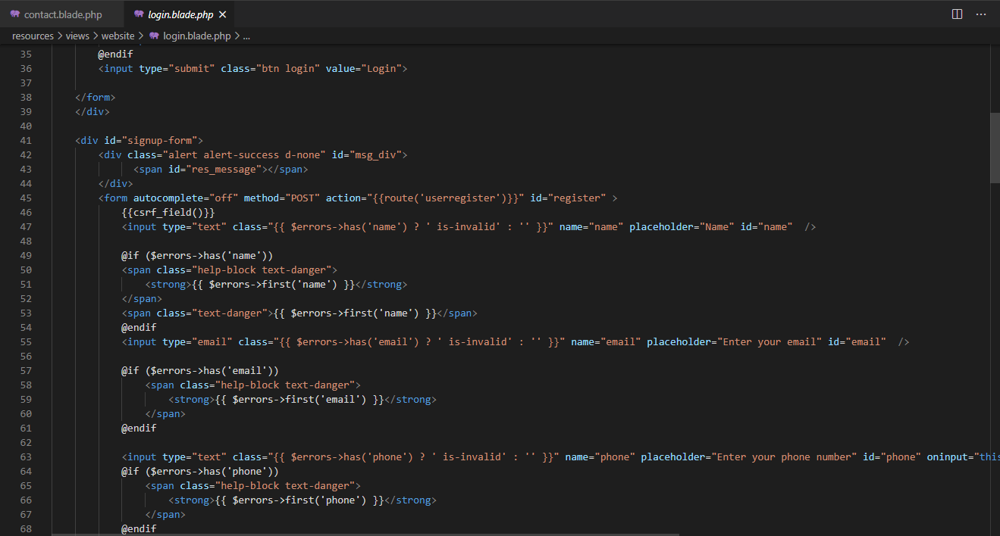 contact.blade.php
login.blade.php
resources > views > website > login.blade.php > ...
35 @endif
36 <input type="submit" class="btn login" value="Login">
37
38 </form>
39 </div>
40
41 <div id="signup-form">
42 <div class="alert alert-success d-none" id="msg_div">
43 <span id="res_message"></span>
44 </div>
45 <form autocomplete="off" method="POST" action="{{route('userregister')}}" id="register" >
46 {{csrf_field()}}
47 <input type="text" class="{{ $errors->has('name') ? ' is-invalid' : '' }}" name="name" placeholder="Name" id="name"  />
48
49 @if ($errors->has('name'))
50 <span class="help-block text-danger">
51 <strong>{{ $errors->first('name') }}</strong>
52 </span>
53 <span class="text-danger">{{ $errors->first('name') }}</span>
54 @endif
55 <input type="email" class="{{ $errors->has('email') ? ' is-invalid' : '' }}" name="email" placeholder="Enter your email" id="email"  />
56
57 @if ($errors->has('email'))
58 <span class="help-block text-danger">
59 <strong>{{ $errors->first('email') }}</strong>
60 </span>
61 @endif
62
63 <input type="text" class="{{ $errors->has('phone') ? ' is-invalid' : '' }}" name="phone" placeholder="Enter your phone number" id="phone" oninput="this
64 @if ($errors->has('phone'))
65 <span class="help-block text-danger">
66 <strong>{{ $errors->first('phone') }}</strong>
67 </span>
68 @endif